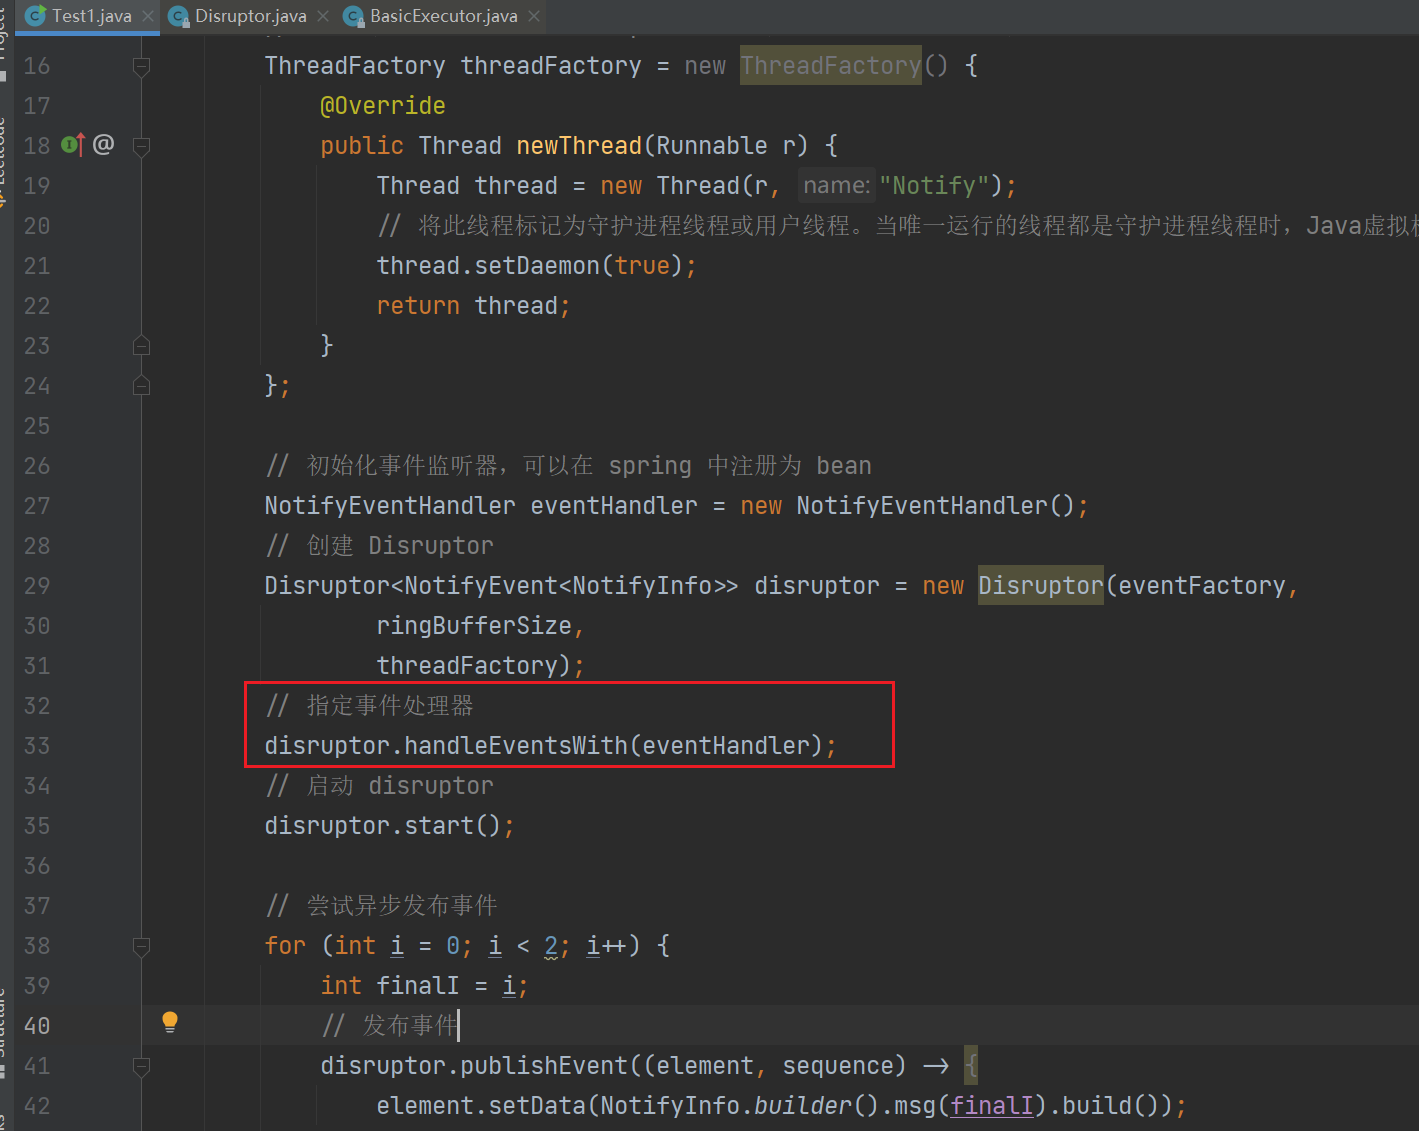 Test1.java Disruptor.java BasicExecutor.java
16 ThreadFactory threadFactory = new ThreadFactory() {
17 @Override
18 public Thread newThread(Runnable r) {
19 Thread thread = new Thread(r, name: "Notify");
20 // 将此线程标记为守护进程线程或用户线程。当唯一运行的线程都是守护进程线程时，Java虚拟
21 thread.setDaemon(true);
22 return thread;
23 }
24 };
25
26 // 初始化事件监听器，可以在 spring 中注册为 bean
27 NotifyEventHandler eventHandler = new NotifyEventHandler();
28 // 创建 Disruptor
29 Disruptor<NotifyEvent<NotifyInfo>> disruptor = new Disruptor(eventFactory,
30 ringBufferSize,
31 threadFactory);
32 // 指定事件处理器
33 disruptor.handleEventsWith(eventHandler);
34 // 启动 disruptor
35 disruptor.start();
36
37 // 尝试异步发布事件
38 for (int i = 0; i < 2; i++) {
39 int finalI = i;
40 // 发布事件
41 disruptor.publishEvent((element, sequence) -> {
42 element.setData(NotifyInfo.builder().msg(finalI).build());